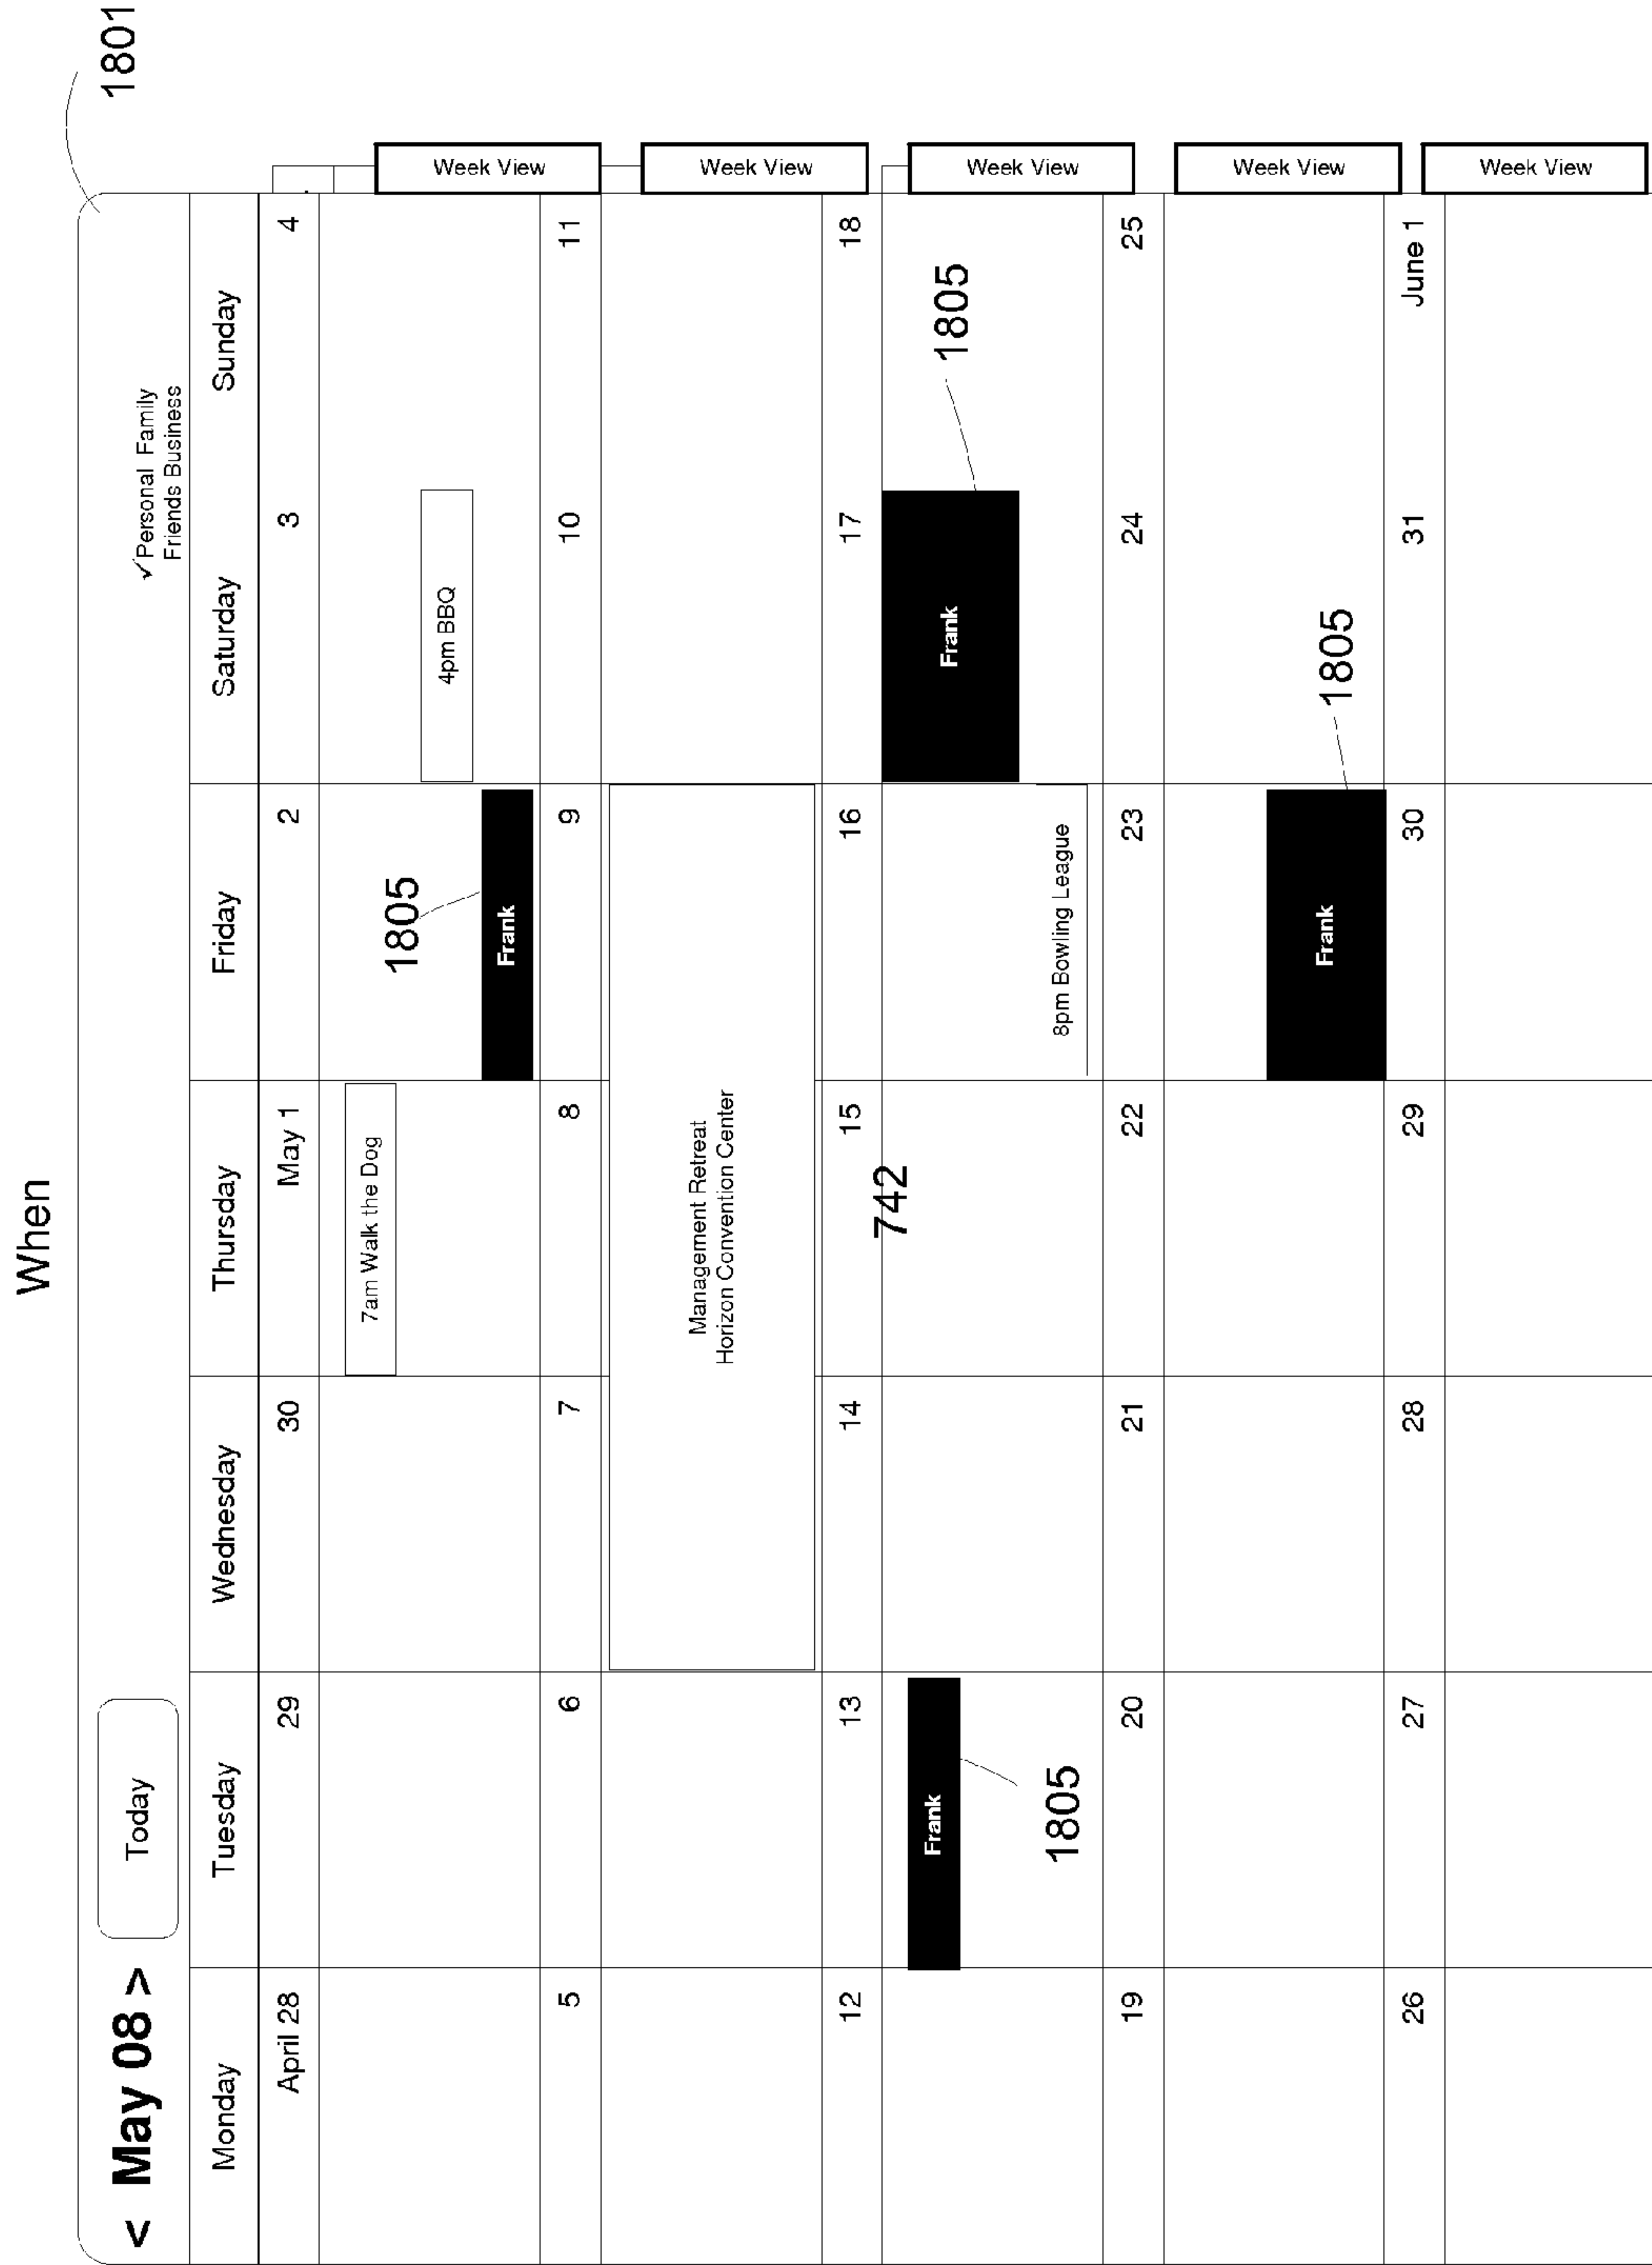 When
1801
< May 08 >
Today
✓Personal Family
Friends Business
Monday Tuesday Wednesday Thursday Friday Saturday Sunday
April 28 29 30 May 1 2 3 4
7am Walk the Dog
4pm BBQ
1805
Frank
Week View
5 6 7 8 9 10 11
Management Retreat
Horizon Convention Center
Week View
12 13 14 15 16 17 18
742
Frank
1805
Frank
1805
8pm Bowling League
Week View
19 20 21 22 23 24 25
Frank
1805
Week View
26 27 28 29 30 31 June 1
Week View